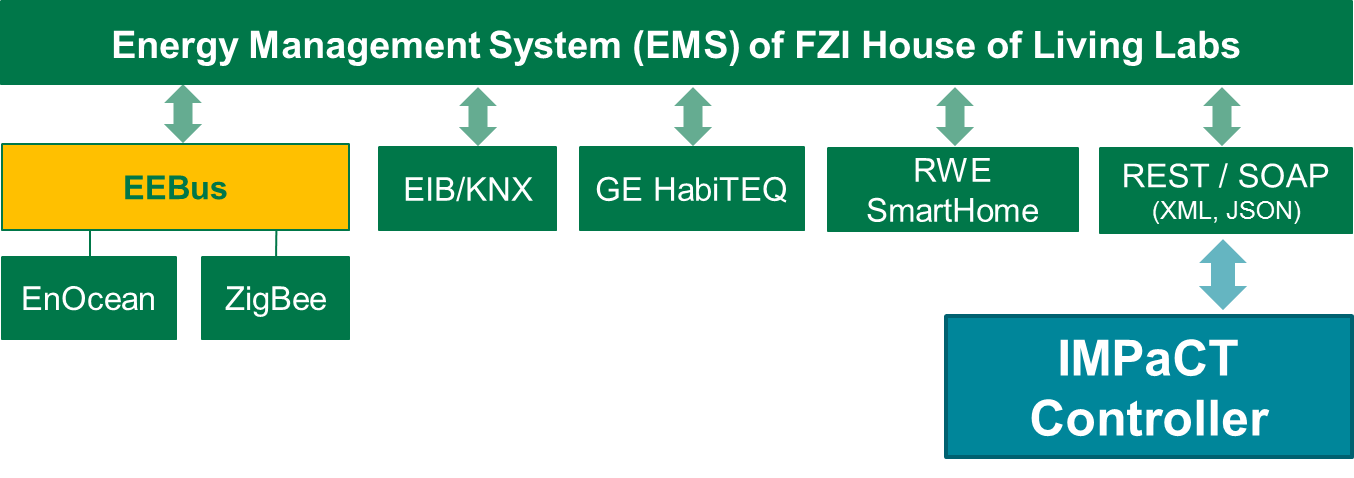 Energy Management System (EMS) of FZI House of Living Labs
EEBus
EIB/KNX
GE HabiTEQ
RWE
SmartHome
REST / SOAP
(XML, JSON)
EnOcean
ZigBee
IMPaCT
Controller